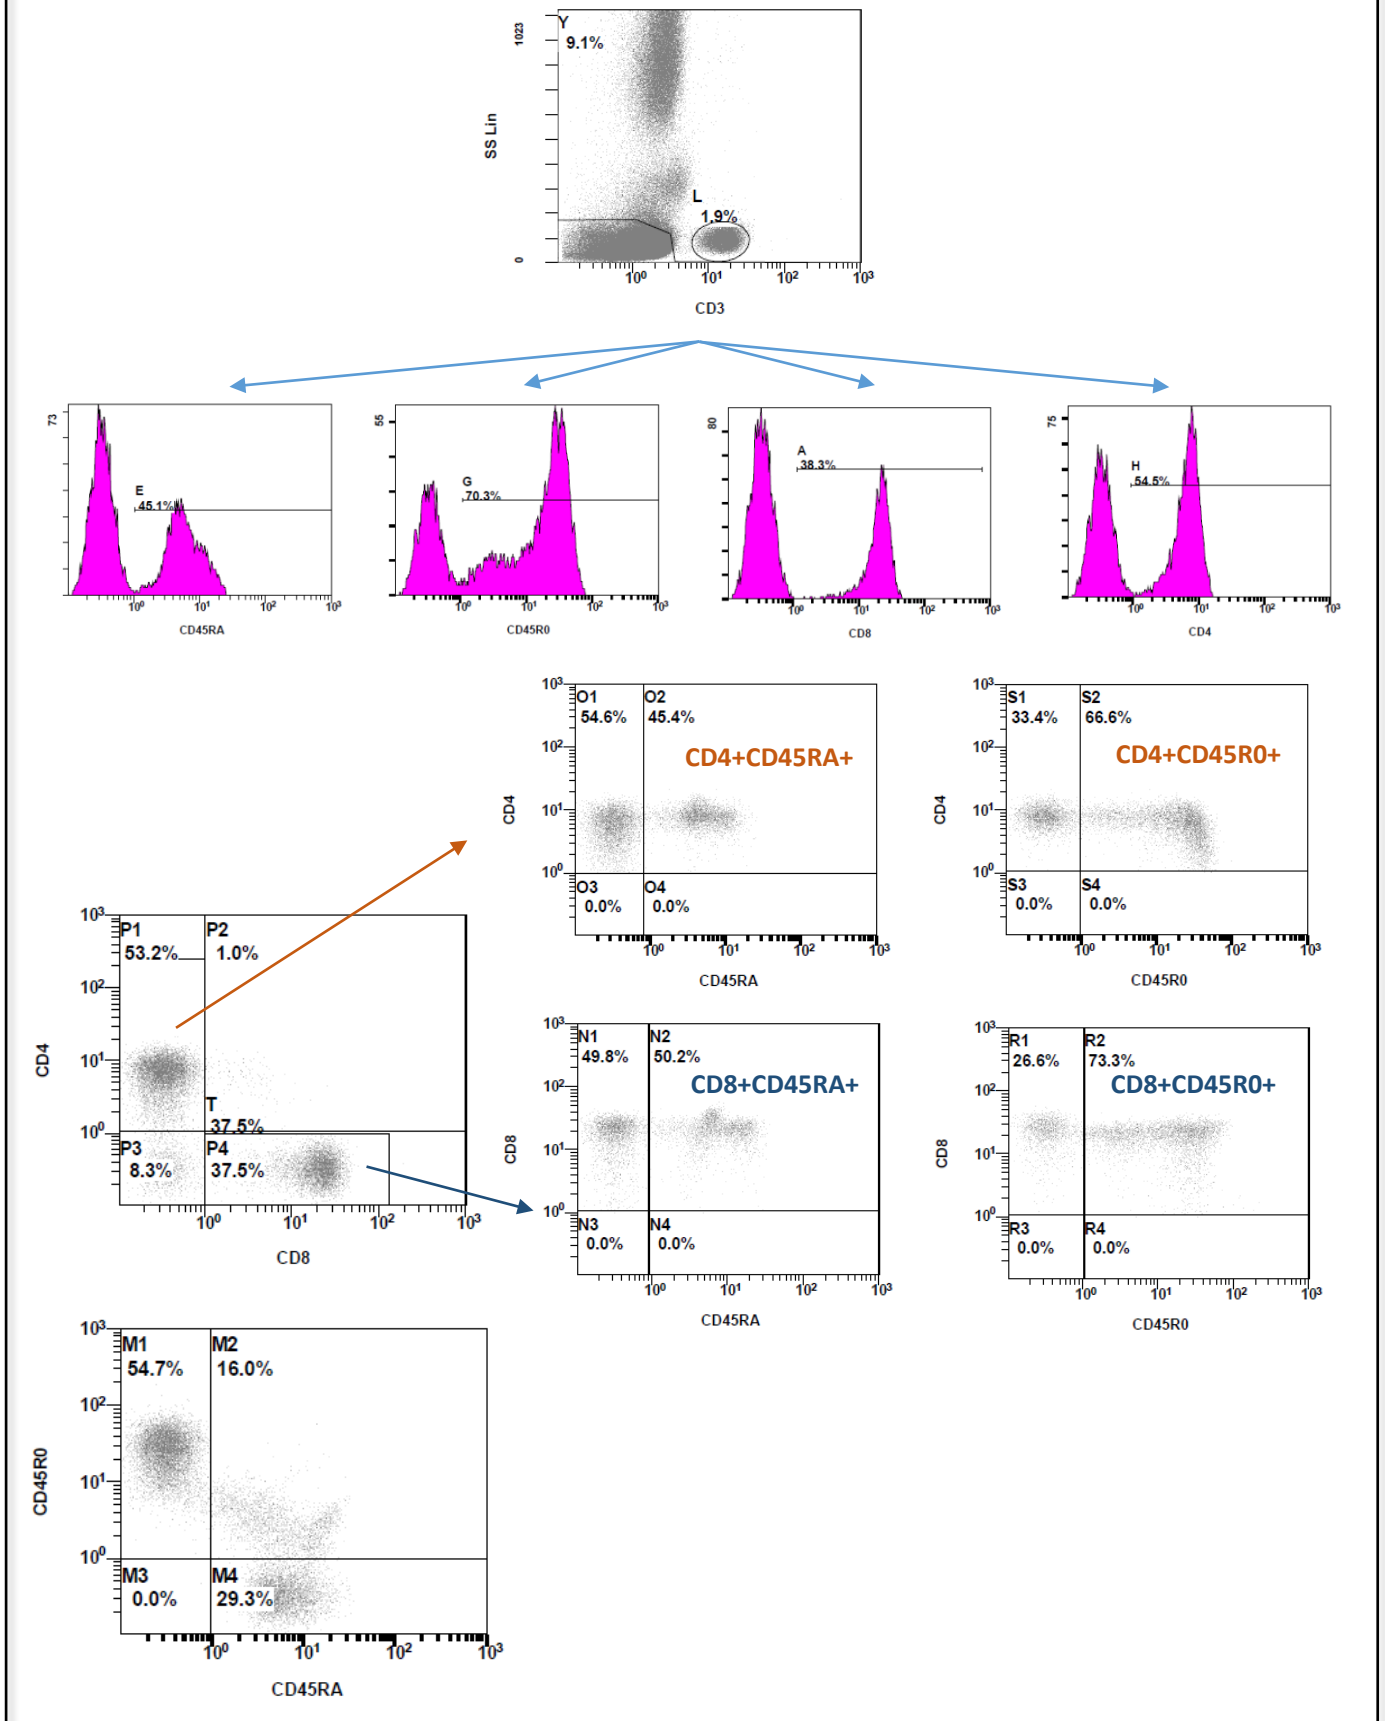 Y
9.1%
1023
SS Lin
L
1.9%
0
10⁰ 10¹ 10² 10³
CD3
73
E
45.1%
10⁰ 10¹ 10² 10³
CD45RA
55
G
70.3%
10⁰ 10¹ 10² 10³
CD45R0
80
A
38.3%
10⁰ 10¹ 10² 10³
CD8
75
H
54.5%
10⁰ 10¹ 10² 10³
CD4
10³
O1 O2
54.6% 45.4%
10²
CD4+CD45RA+
CD4
10¹
10⁰
O3 O4
0.0% 0.0%
10⁰ 10¹ 10² 10³
CD45RA
10³
S1 S2
33.4% 66.6%
10²
CD4+CD45R0+
CD4
10¹
10⁰
S3 S4
0.0% 0.0%
10⁰ 10¹ 10² 10³
CD45R0
10³
P1 P2
53.2% 1.0%
10²
CD4
10¹
T
37.5%
10⁰
P3 P4
8.3% 37.5%
10⁰ 10¹ 10² 10³
CD8
10³
N1 N2
49.8% 50.2%
10²
CD8+CD45RA+
CD8
10¹
10⁰
N3 N4
0.0% 0.0%
10⁰ 10¹ 10² 10³
CD45RA
10³
R1 R2
26.6% 73.3%
10²
CD8+CD45R0+
CD8
10¹
10⁰
R3 R4
0.0% 0.0%
10⁰ 10¹ 10² 10³
CD45R0
10³
M1 M2
54.7% 16.0%
10²
CD45R0
10¹
10⁰
M3 M4
0.0% 29.3%
10⁰ 10¹ 10² 10³
CD45RA